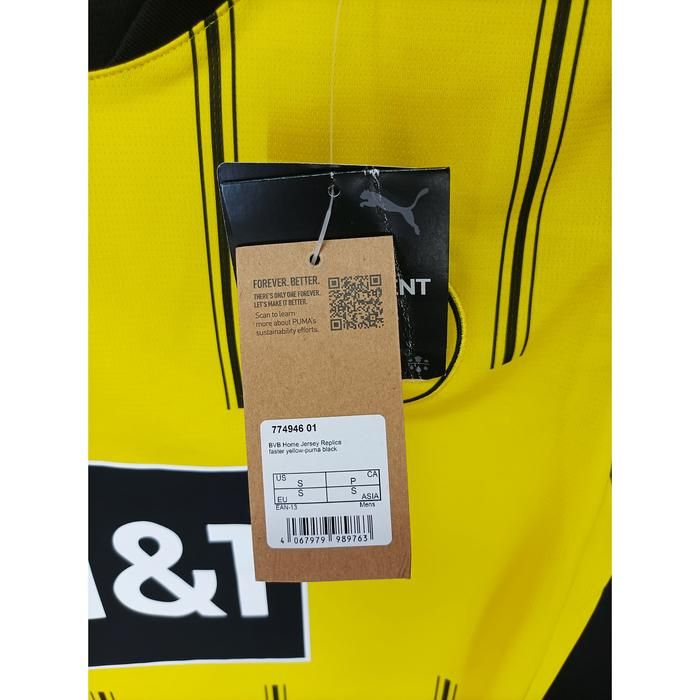 ENT
FOREVER. BETTER.
THERE'S ONLY ONE FOREVER.
LET'S MAKE IT BETTER.
Scan to learn
more about PUMA's
sustainability efforts.
774946 01
BVB Home Jersey Replica
faster yellow-puma black
US S P CA
EU S S ASIA
EAN-13 Mens
4 067979 989763
&1